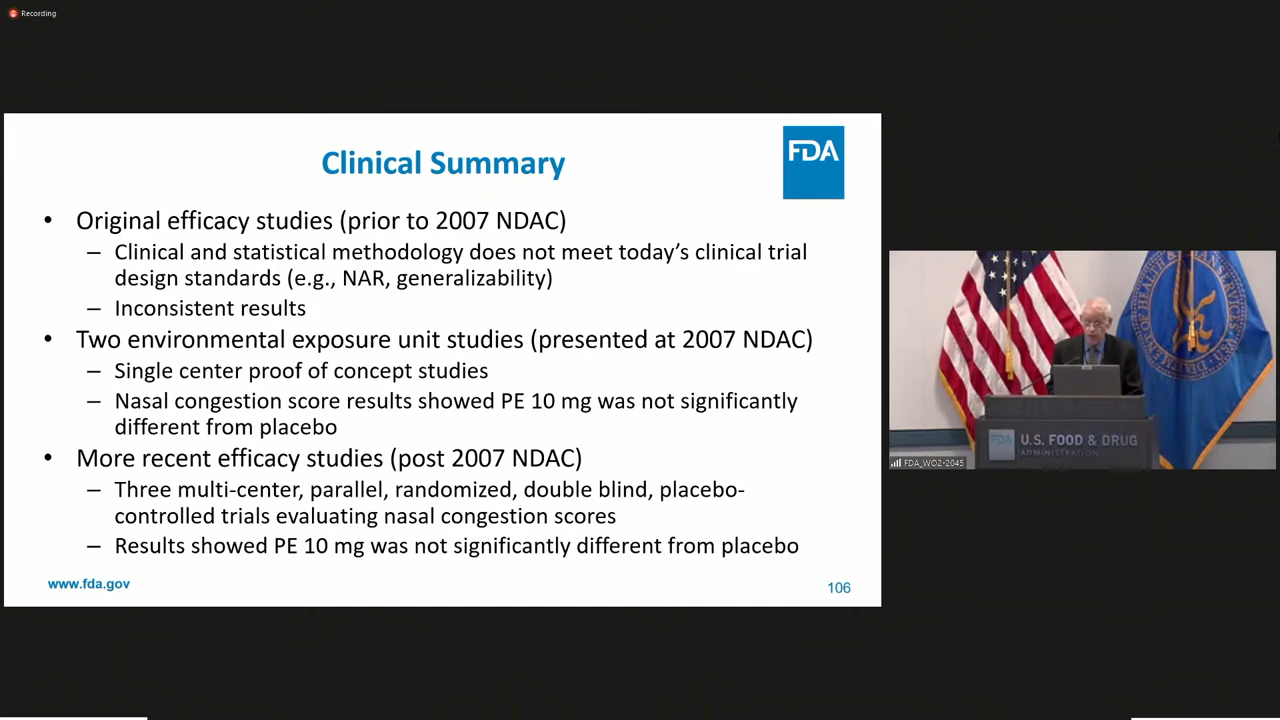 Recording
Clinical Summary
FDA
• Original efficacy studies (prior to 2007 NDAC)
– Clinical and statistical methodology does not meet today's clinical trial
design standards (e.g., NAR, generalizability)
– Inconsistent results
• Two environmental exposure unit studies (presented at 2007 NDAC)
– Single center proof of concept studies
– Nasal congestion score results showed PE 10 mg was not significantly
different from placebo
• More recent efficacy studies (post 2007 NDAC)
– Three multi-center, parallel, randomized, double blind, placebo-
controlled trials evaluating nasal congestion scores
– Results showed PE 10 mg was not significantly different from placebo
www.fda.gov
106
FDA
U.S. FOOD & DRUG
ADMINISTRATION
FDA_WO2-2045